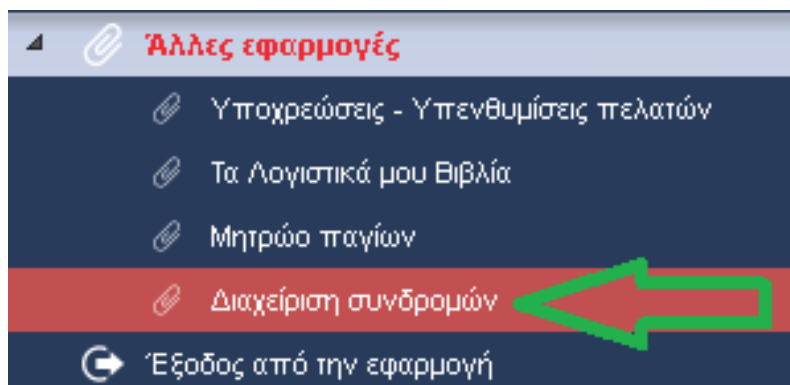 Άλλες εφαρμογές
Υποχρεώσεις - Υπενθυμίσεις πελατών
Τα Λογιστικά μου Βιβλία
Μητρώο παγίων
Διαχείριση συνδρομών
Έξοδος από την εφαρμογή